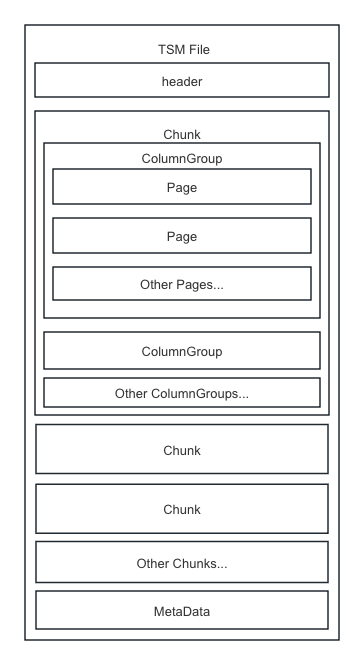 TSM File
header
Chunk
ColumnGroup
Page
Page
Other Pages...
ColumnGroup
Other ColumnGroups...
Chunk
Chunk
Other Chunks...
MetaData